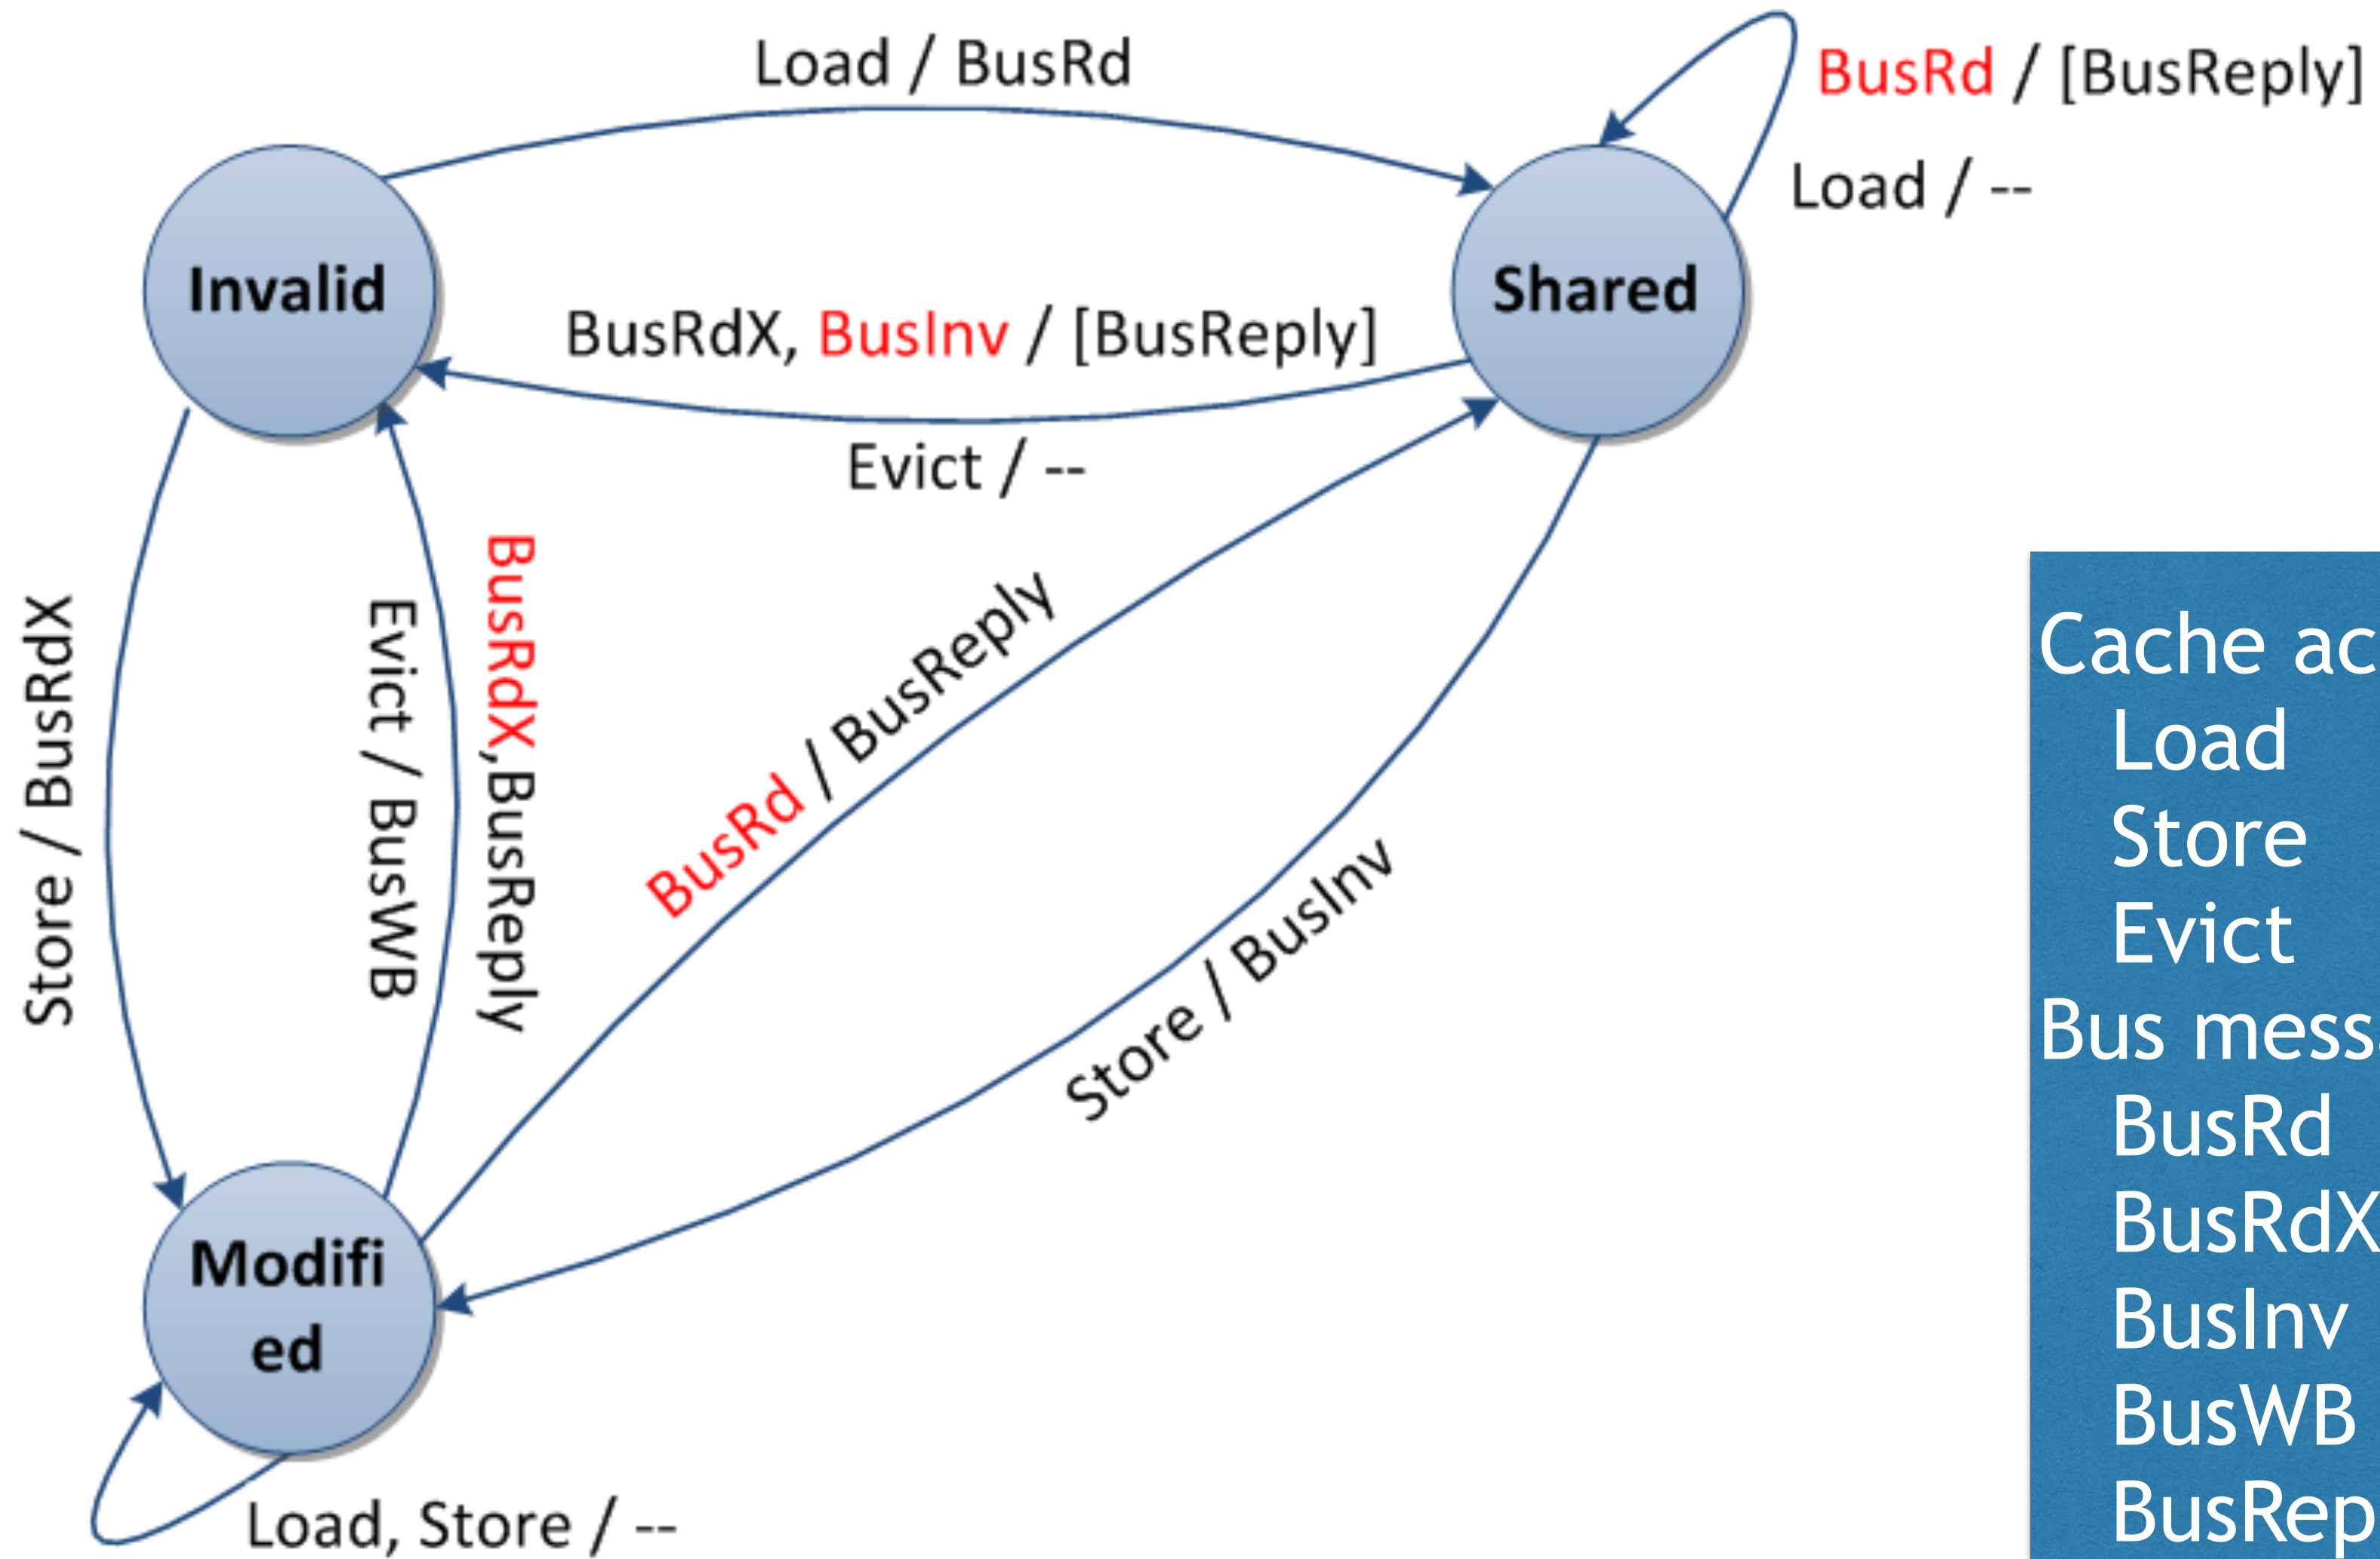 Load / BusRd
BusRd / [BusReply]
Load / --
Invalid
Shared
BusRdX, BusInv / [BusReply]
Evict / --
Store / BusRdX
Evict / BusWB
BusRdX,BusReply
BusRd / BusReply
Store / BusInv
Modifi
ed
Load, Store / --
Cache ac
Load
Store
Evict
Bus mess
BusRd
BusRdX
BusInv
BusWB
BusRep